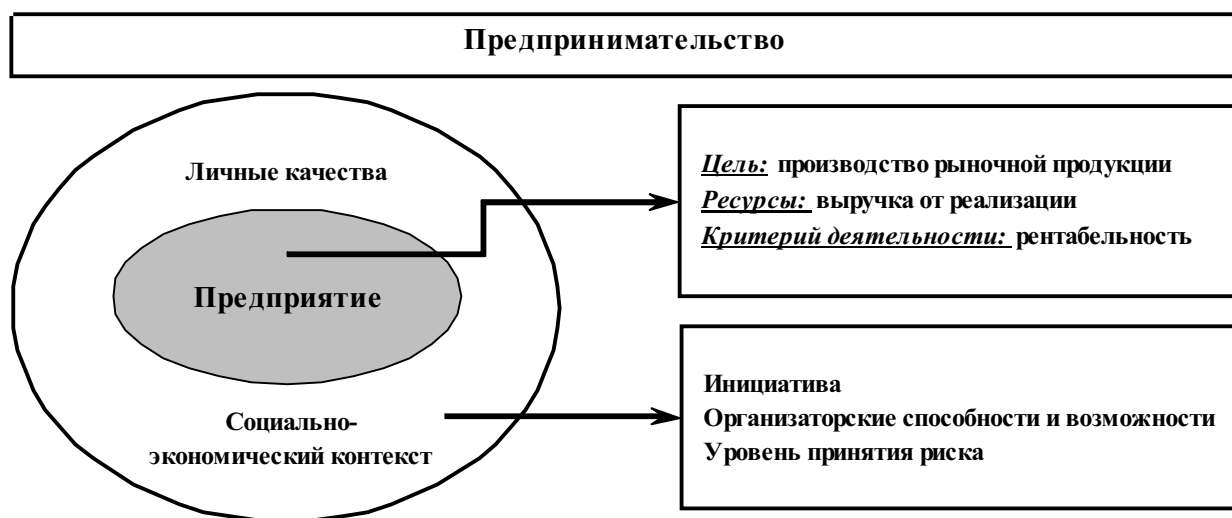 Предпринимательство
Личные качества
Предприятие
Социально-
экономический контекст
Цель: производство рыночной продукции
Ресурсы: выручка от реализации
Критерий деятельности: рентабельность
Инициатива
Организаторские способности и возможности
Уровень принятия риска